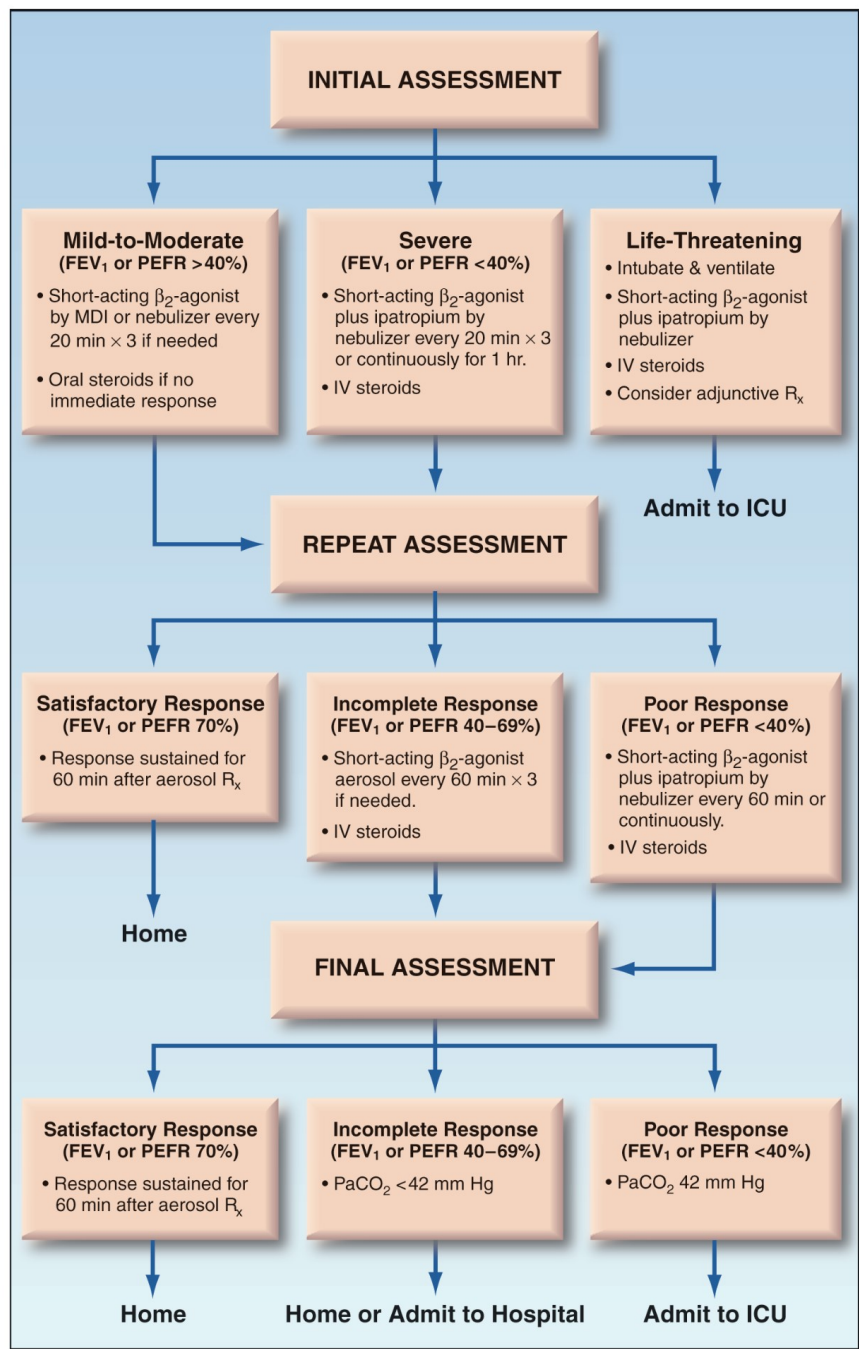 INITIAL ASSESSMENT
Mild-to-Moderate
(FEV₁ or PEFR >40%)
• Short-acting β₂-agonist
by MDI or nebulizer every
20 min × 3 if needed
• Oral steroids if no
immediate response
Severe
(FEV₁ or PEFR <40%)
• Short-acting β₂-agonist
plus ipatropium by
nebulizer every 20 min × 3
or continuously for 1 hr.
• IV steroids
Life-Threatening
• Intubate & ventilate
• Short-acting β₂-agonist
plus ipatropium by
nebulizer
• IV steroids
• Consider adjunctive Rₓ
Admit to ICU
REPEAT ASSESSMENT
Satisfactory Response
(FEV₁ or PEFR 70%)
• Response sustained for
60 min after aerosol Rₓ
Home
Incomplete Response
(FEV₁ or PEFR 40–69%)
• Short-acting β₂-agonist
aerosol every 60 min × 3
if needed.
• IV steroids
Poor Response
(FEV₁ or PEFR <40%)
• Short-acting β₂-agonist
plus ipatropium by
nebulizer every 60 min or
continuously.
• IV steroids
FINAL ASSESSMENT
Satisfactory Response
(FEV₁ or PEFR 70%)
• Response sustained for
60 min after aerosol Rₓ
Home
Incomplete Response
(FEV₁ or PEFR 40–69%)
• PaCO₂ <42 mm Hg
Home or Admit to Hospital
Poor Response
(FEV₁ or PEFR <40%)
• PaCO₂ 42 mm Hg
Admit to ICU